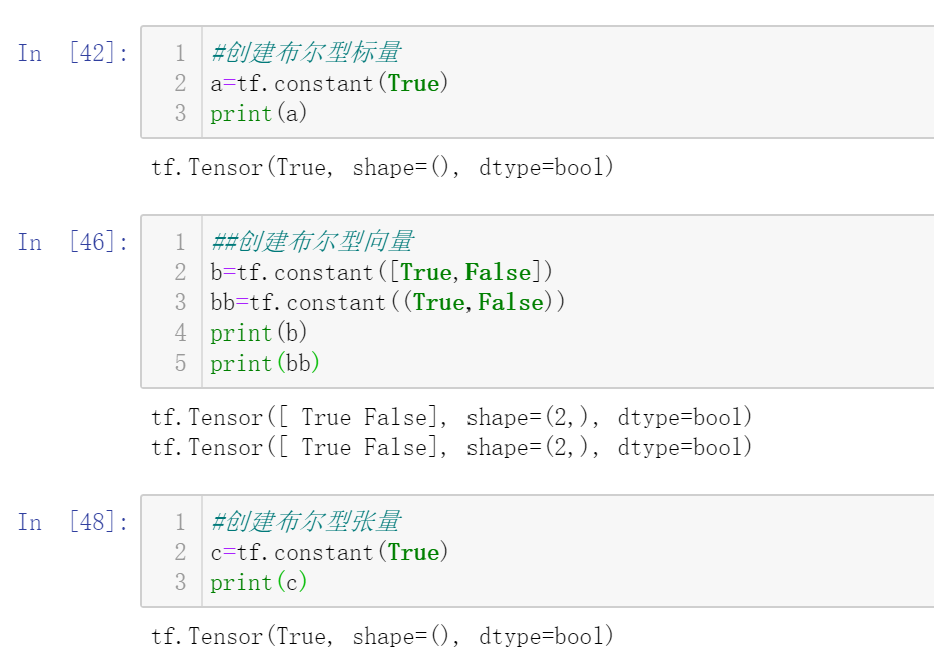 In [42]:
1 #创建布尔型标量
2 a=tf.constant(True)
3 print(a)
tf.Tensor(True, shape=(), dtype=bool)
In [46]:
1 ##创建布尔型向量
2 b=tf.constant([True,False])
3 bb=tf.constant((True,False))
4 print(b)
5 print(bb)
tf.Tensor([ True False], shape=(2,), dtype=bool)
tf.Tensor([ True False], shape=(2,), dtype=bool)
In [48]:
1 #创建布尔型张量
2 c=tf.constant(True)
3 print(c)
tf.Tensor(True, shape=(), dtype=bool)